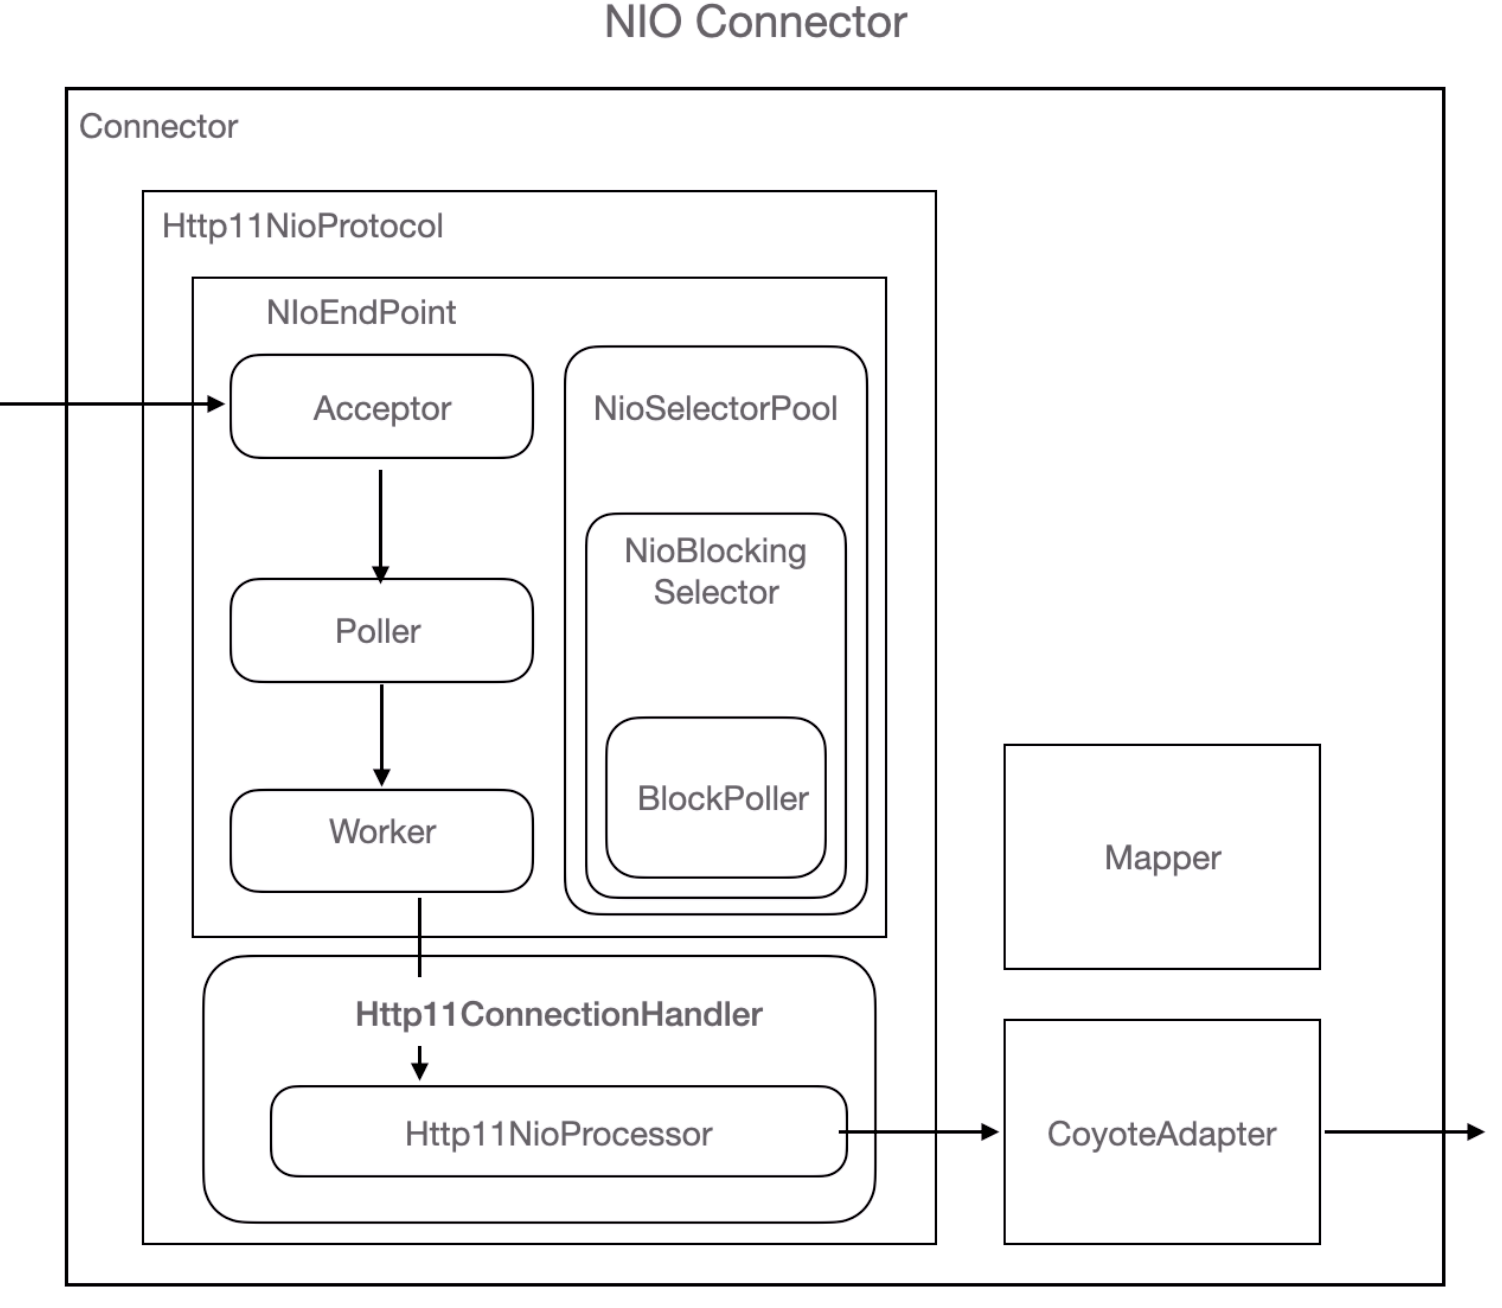 NIO Connector
Connector
Http11NioProtocol
NIoEndPoint
Acceptor
NioSelectorPool
NioBlocking
Selector
Poller
BlockPoller
Worker
Mapper
Http11ConnectionHandler
Http11NioProcessor
CoyoteAdapter